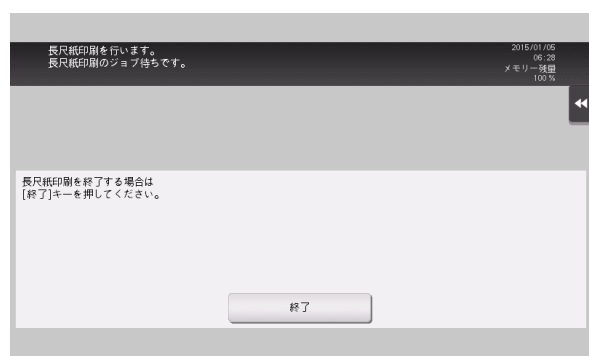 長尺紙印刷を行います。
長尺紙印刷のジョブ待ちです。
2015/01/05
06:28
メモリー残量
100 %
長尺紙印刷を終了する場合は
[終了]キーを押してください。
終了